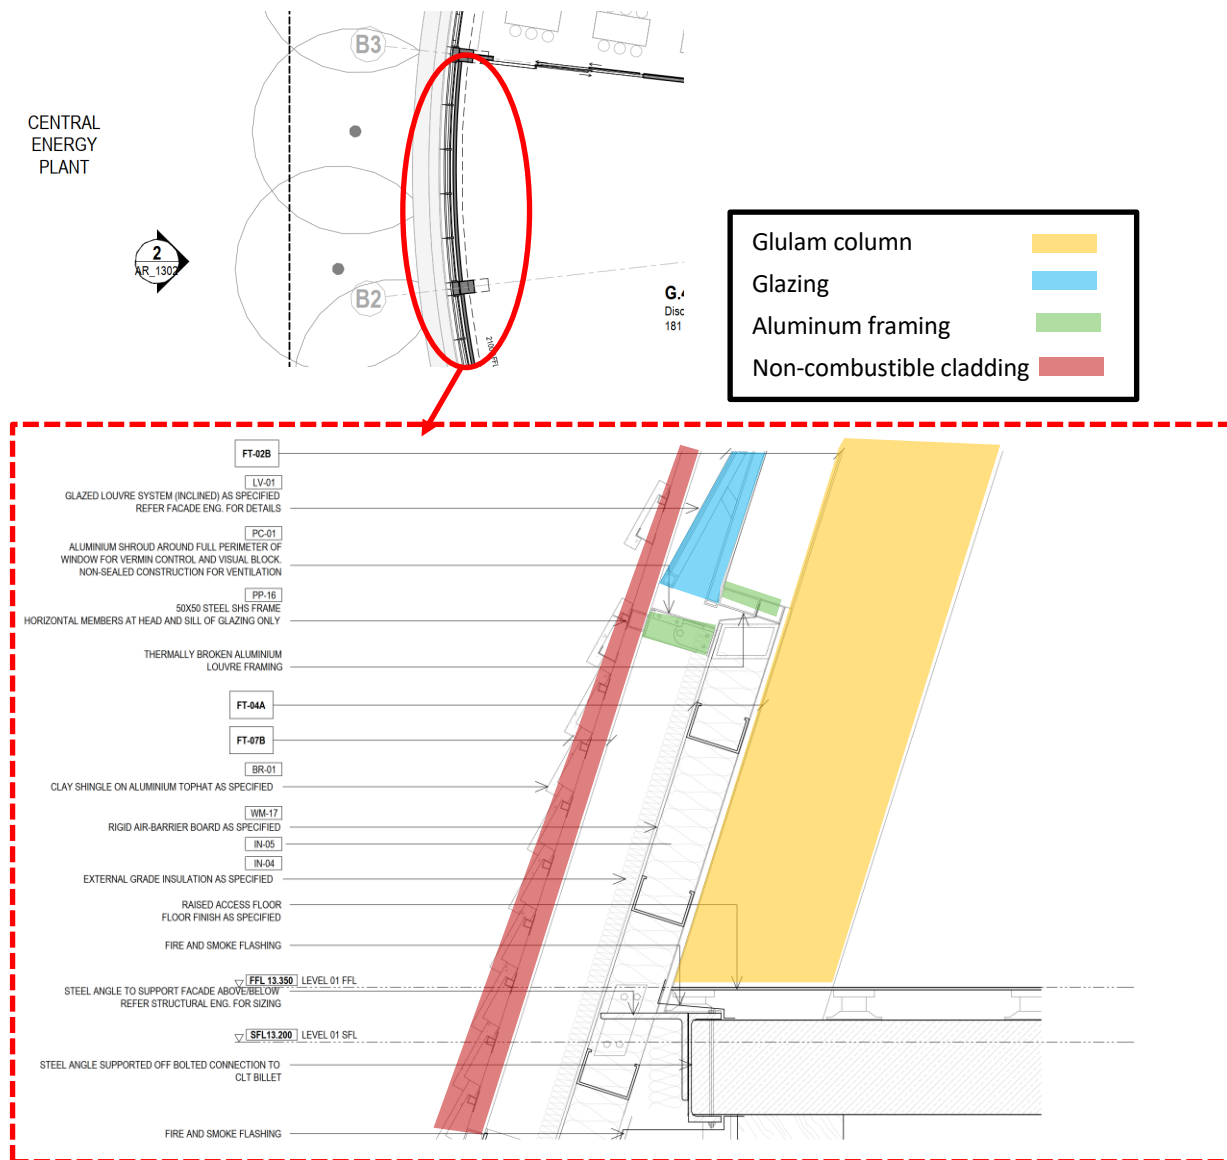 B3
CENTRAL
ENERGY
PLANT
2
AR_1302
B2
G.4
Disc
181
2100 FFL
Glulam column
Glazing
Aluminum framing
Non-combustible cladding
FT-02B
LV-01
GLAZED LOUVRE SYSTEM (INCLINED) AS SPECIFIED
REFER FACADE ENG. FOR DETAILS
PC-01
ALUMINIUM SHROUD AROUND FULL PERIMETER OF
WINDOW FOR VERMIN CONTROL AND VISUAL BLOCK.
NON-SEALED CONSTRUCTION FOR VENTILATION
PP-16
50X50 STEEL SHS FRAME
HORIZONTAL MEMBERS AT HEAD AND SILL OF GLAZING ONLY
THERMALLY BROKEN ALUMINIUM
LOUVRE FRAMING
FT-04A
FT-07B
BR-01
CLAY SHINGLE ON ALUMINIUM TOPHAT AS SPECIFIED
WM-17
RIGID AIR-BARRIER BOARD AS SPECIFIED
IN-05
IN-04
EXTERNAL GRADE INSULATION AS SPECIFIED
RAISED ACCESS FLOOR
FLOOR FINISH AS SPECIFIED
FIRE AND SMOKE FLASHING
FFL 13.350 LEVEL 01 FFL
STEEL ANGLE TO SUPPORT FACADE ABOVE/BELOW
REFER STRUCTURAL ENG. FOR SIZING
SFL13.200 LEVEL 01 SFL
STEEL ANGLE SUPPORTED OFF BOLTED CONNECTION TO
CLT BILLET
FIRE AND SMOKE FLASHING